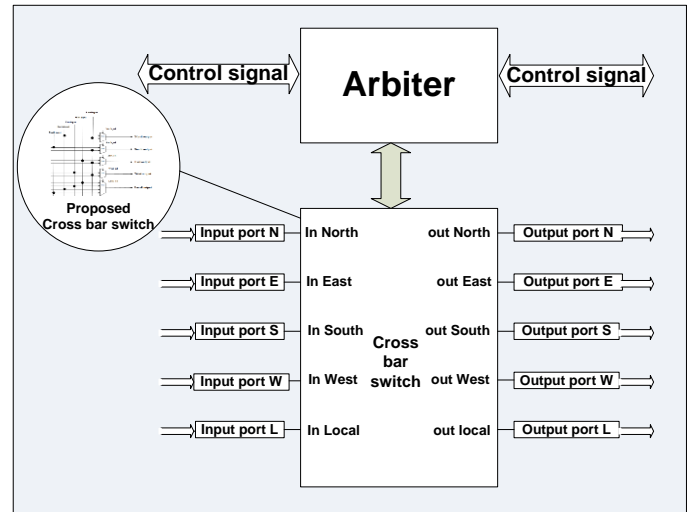 Control signal
Arbiter
Control signal
Proposed
Cross bar switch
Input port N
In North
out North
Output port N
Input port E
In East
out East
Output port E
Input port S
In South
out South
Output port S
Cross
bar
switch
Input port W
In West
out West
Output port W
Input port L
In Local
out local
Output port L